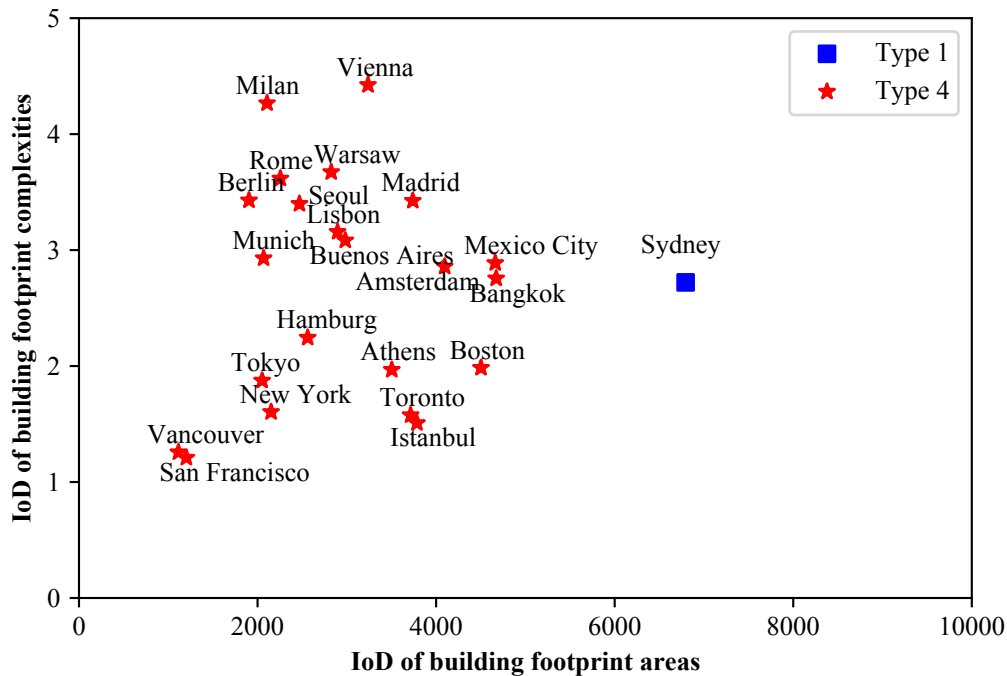 5
Type 1
Type 4
Vienna
Milan
4
Warsaw
Rome
Berlin
Madrid
Seoul
Lisbon
Munich
Mexico City
Sydney
Buenos Aires
3
Amsterdam
Bangkok
Hamburg
Athens
Boston
2
Tokyo
New York
Toronto
Vancouver
Istanbul
San Francisco
1
0
0
2000
4000
6000
8000
10000
IoD of building footprint areas
IoD of building footprint complexities